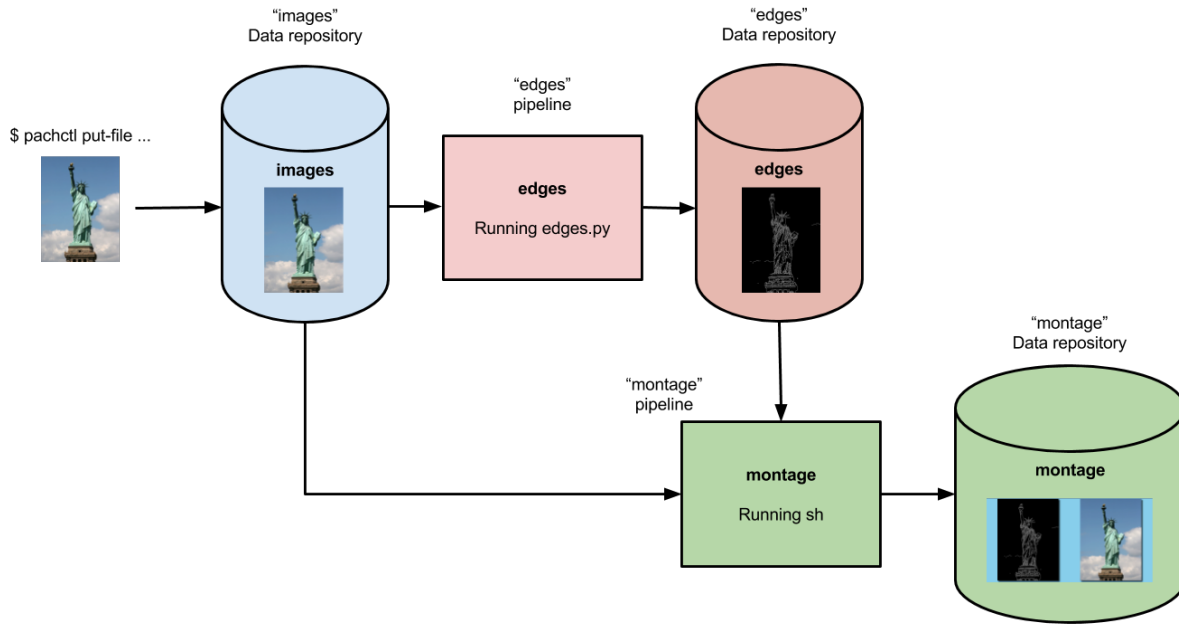 “images”
Data repository
“edges”
Data repository
“edges”
pipeline
$ pachctl put-file ...
images
edges
Running edges.py
edges
“montage”
Data repository
“montage”
pipeline
montage
Running sh
montage